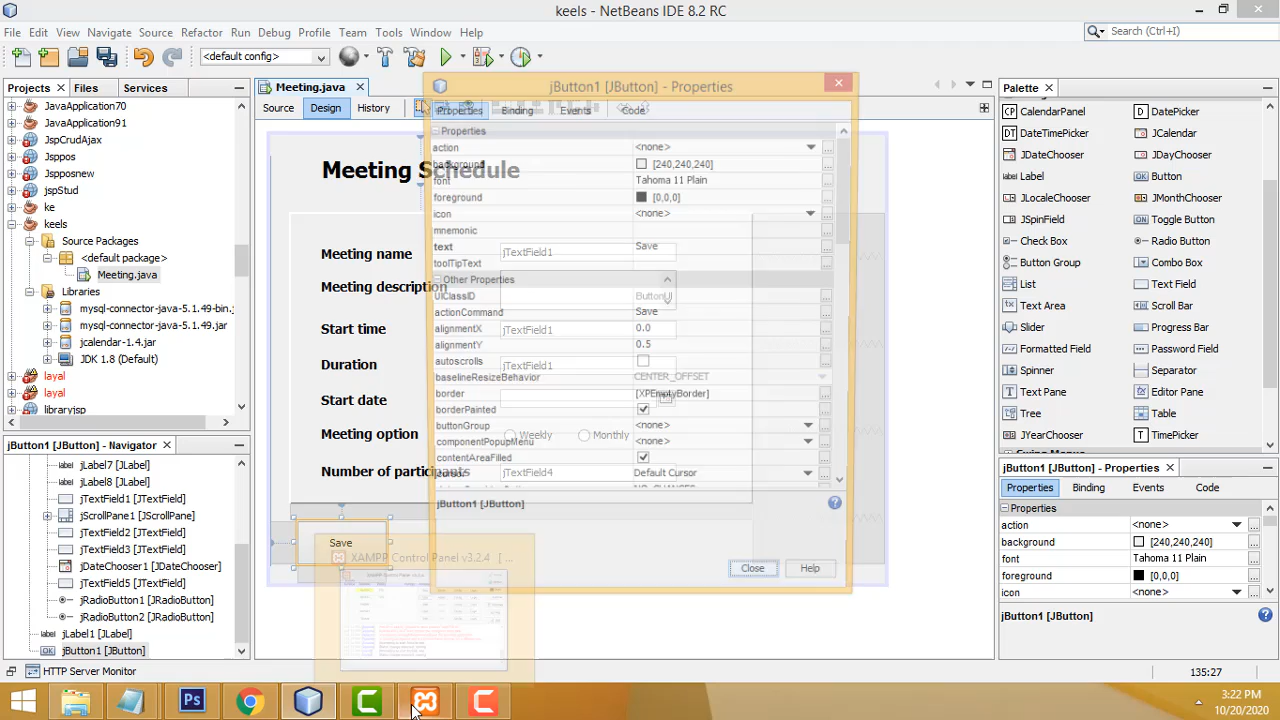 keels - NetBeans IDE 8.2 RC
File Edit View Navigate Source Refactor Run Debug Profile Team Tools Window Help
Search (Ctrl+I)
<default config>
Projects Files Services
JavaApplication70
JavaApplication91
JspCrudAjax
Jsppos
Jspposnew
jspStud
ke
keels
Source Packages
<default package>
Meeting.java
Libraries
mysql-connector-java-5.1.49-bin.j
mysql-connector-java-5.1.49.jar
jcalendar-1.4.jar
JDK 1.8 (Default)
layal
layal
libraryjsp
jButton1 [JButton] - Navigator
jLabel7 [JLabel]
jLabel8 [JLabel]
jTextField1 [JTextField]
jScrollPane1 [JScrollPane]
jTextField2 [JTextField]
jTextField3 [JTextField]
jDateChooser1 [JDateChooser]
jTextField5 [JTextField]
jRadioButton1 [JRadioButton]
jRadioButton2 [JRadioButton]
jLabel1 [JLabel]
jButton1 [JButton]
HTTP Server Monitor
Meeting.java
Source Design History
Meeting Schedule
Meeting name jTextField1
Meeting description
Start time jTextField1
Duration jTextField1
Start date
Meeting option Weekly Monthly
Number of participants jTextField4
Save
XAMPP Control Panel v3.2.4 [ ...
jButton1 [JButton] - Properties
Properties Binding Events Code
Properties
action <none>
background [240,240,240]
font Tahoma 11 Plain
foreground [0,0,0]
icon <none>
mnemonic
text Save
toolTipText
Other Properties
UIClassID ButtonUI
actionCommand Save
alignmentX 0.0
alignmentY 0.5
autoscrolls
baselineResizeBehavior CENTER_OFFSET
border [XPEmptyBorder]
borderPainted
buttonGroup <none>
componentPopupMenu <none>
contentAreaFilled
cursor Default Cursor
jButton1 [JButton]
Close Help
Palette
CalendarPanel DatePicker
DateTimePicker JCalendar
JDateChooser JDayChooser
Label Button
JLocaleChooser JMonthChooser
JSpinField Toggle Button
Check Box Radio Button
Button Group Combo Box
List Text Field
Text Area Scroll Bar
Slider Progress Bar
Formatted Field Password Field
Spinner Separator
Text Pane Editor Pane
Tree Table
JYearChooser TimePicker
jButton1 [JButton] - Properties
Properties Binding Events Code
Properties
action <none>
background [240,240,240]
font Tahoma 11 Plain
foreground [0,0,0]
icon <none>
jButton1 [JButton]
135:27
Ps
3:22 PM
10/20/2020